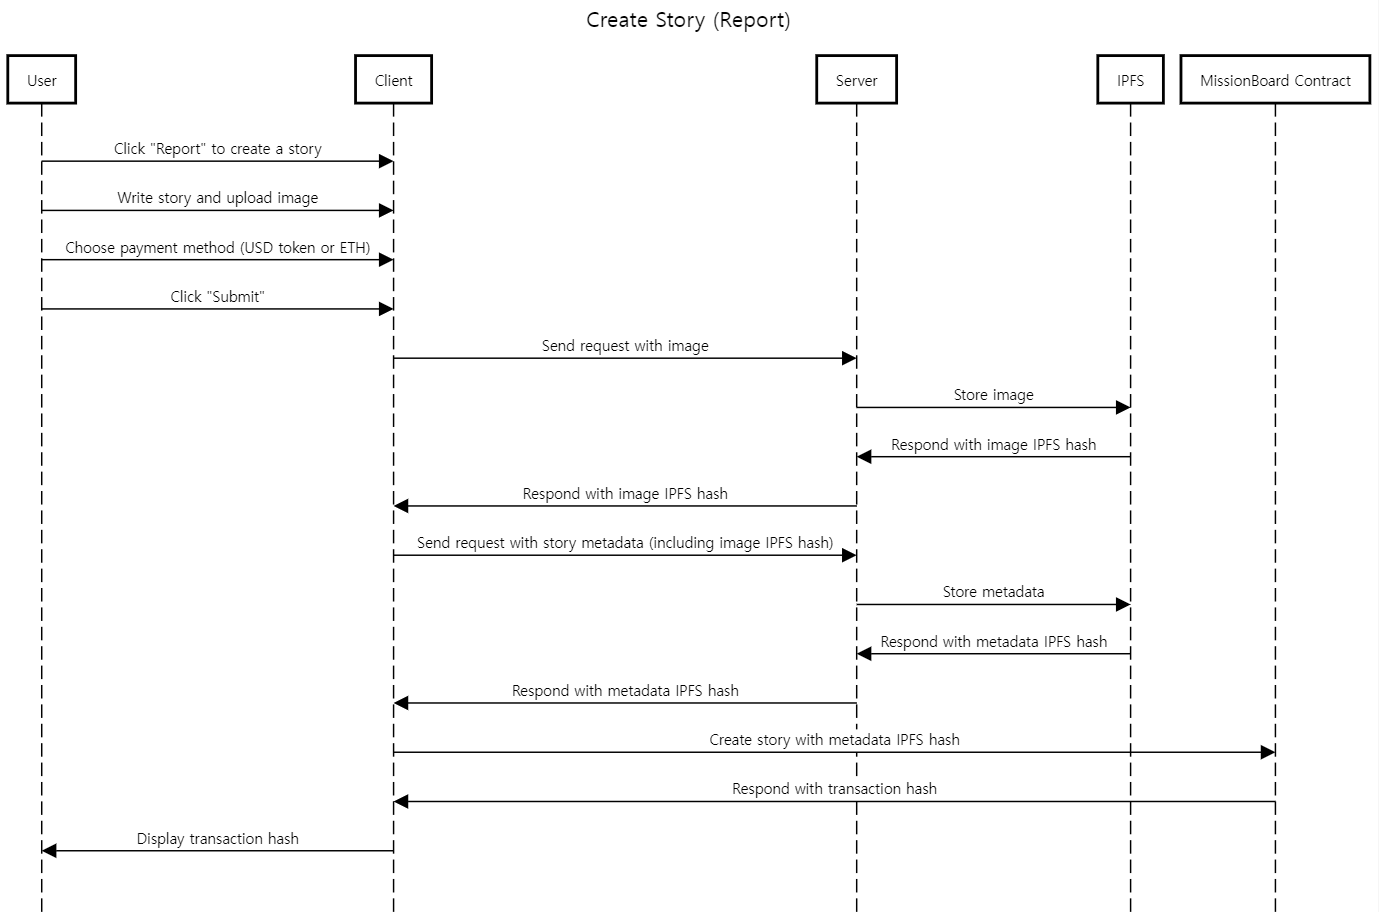 Create Story (Report)
User
Client
Server
IPFS
MissionBoard Contract
Click "Report" to create a story
Write story and upload image
Choose payment method (USD token or ETH)
Click "Submit"
Send request with image
Store image
Respond with image IPFS hash
Respond with image IPFS hash
Send request with story metadata (including image IPFS hash)
Store metadata
Respond with metadata IPFS hash
Respond with metadata IPFS hash
Create story with metadata IPFS hash
Respond with transaction hash
Display transaction hash